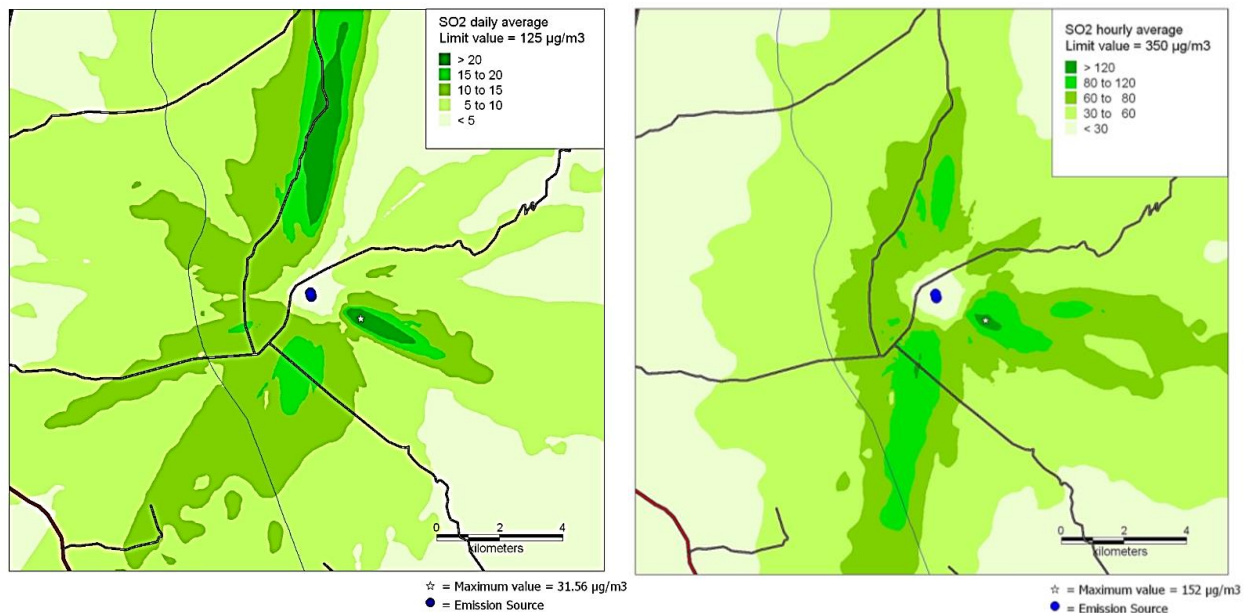 SO2 daily average
Limit value = 125 µg/m3
> 20
15 to 20
10 to 15
5 to 10
< 5
0 2 4
kilometers
☆ = Maximum value = 31.56 µg/m3
= Emission Source
SO2 hourly average
Limit value = 350 µg/m3
> 120
80 to 120
60 to 80
30 to 60
< 30
0 2 4
kilometers
☆ = Maximum value = 152 µg/m3
= Emission Source